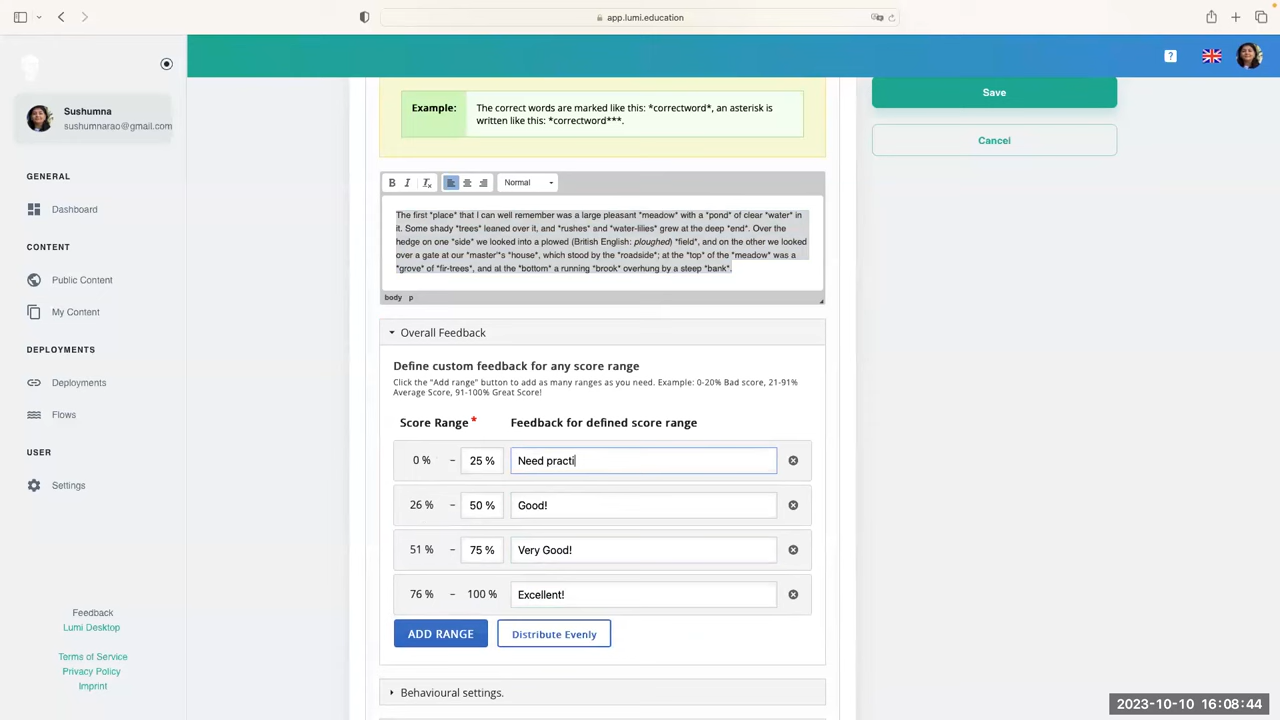 app.lumi.education
Sushumna
sushumnarao@gmail.com
GENERAL
Dashboard
CONTENT
Public Content
My Content
DEPLOYMENTS
Deployments
Flows
USER
Settings
Feedback
Lumi Desktop
Terms of Service
Privacy Policy
Imprint
Example:
The correct words are marked like this: *correctword*, an asterisk is
written like this: *correctword***.
B I Tx Normal
The first *place* that I can well remember was a large pleasant *meadow* with a *pond* of clear *water* in
it. Some shady *trees* leaned over it, and *rushes* and *water-lilies* grew at the deep *end*. Over the
hedge on one *side* we looked into a plowed (British English: ploughed) *field*, and on the other we looked
over a gate at our *master*'s *house*, which stood by the *roadside*; at the *top* of the *meadow* was a
*grove* of *fir-trees*, and at the *bottom* a running *brook* overhung by a steep *bank*.
body p
Overall Feedback
Define custom feedback for any score range
Click the "Add range" button to add as many ranges as you need. Example: 0-20% Bad score, 21-91%
Average Score, 91-100% Great Score!
Score Range * Feedback for defined score range
0 % – 25 % Need practi
26 % – 50 % Good!
51 % – 75 % Very Good!
76 % – 100 % Excellent!
ADD RANGE Distribute Evenly
Behavioural settings.
?
Save
Cancel
2023-10-10 16:08:44